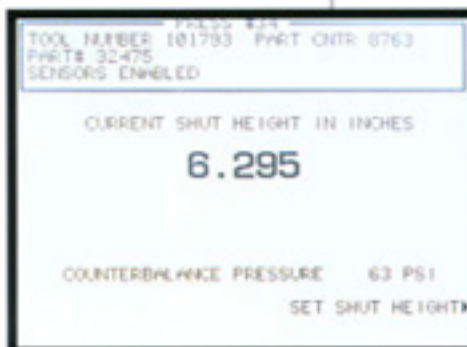 PRESS #34
TOOL NUMBER 101793 PART CNTR 8763
PART# 32475
SENSORS ENABLED
CURRENT SHUT HEIGHT IN INCHES
6.295
COUNTERBALANCE PRESSURE 63 PSI
SET SHUT HEIGHT